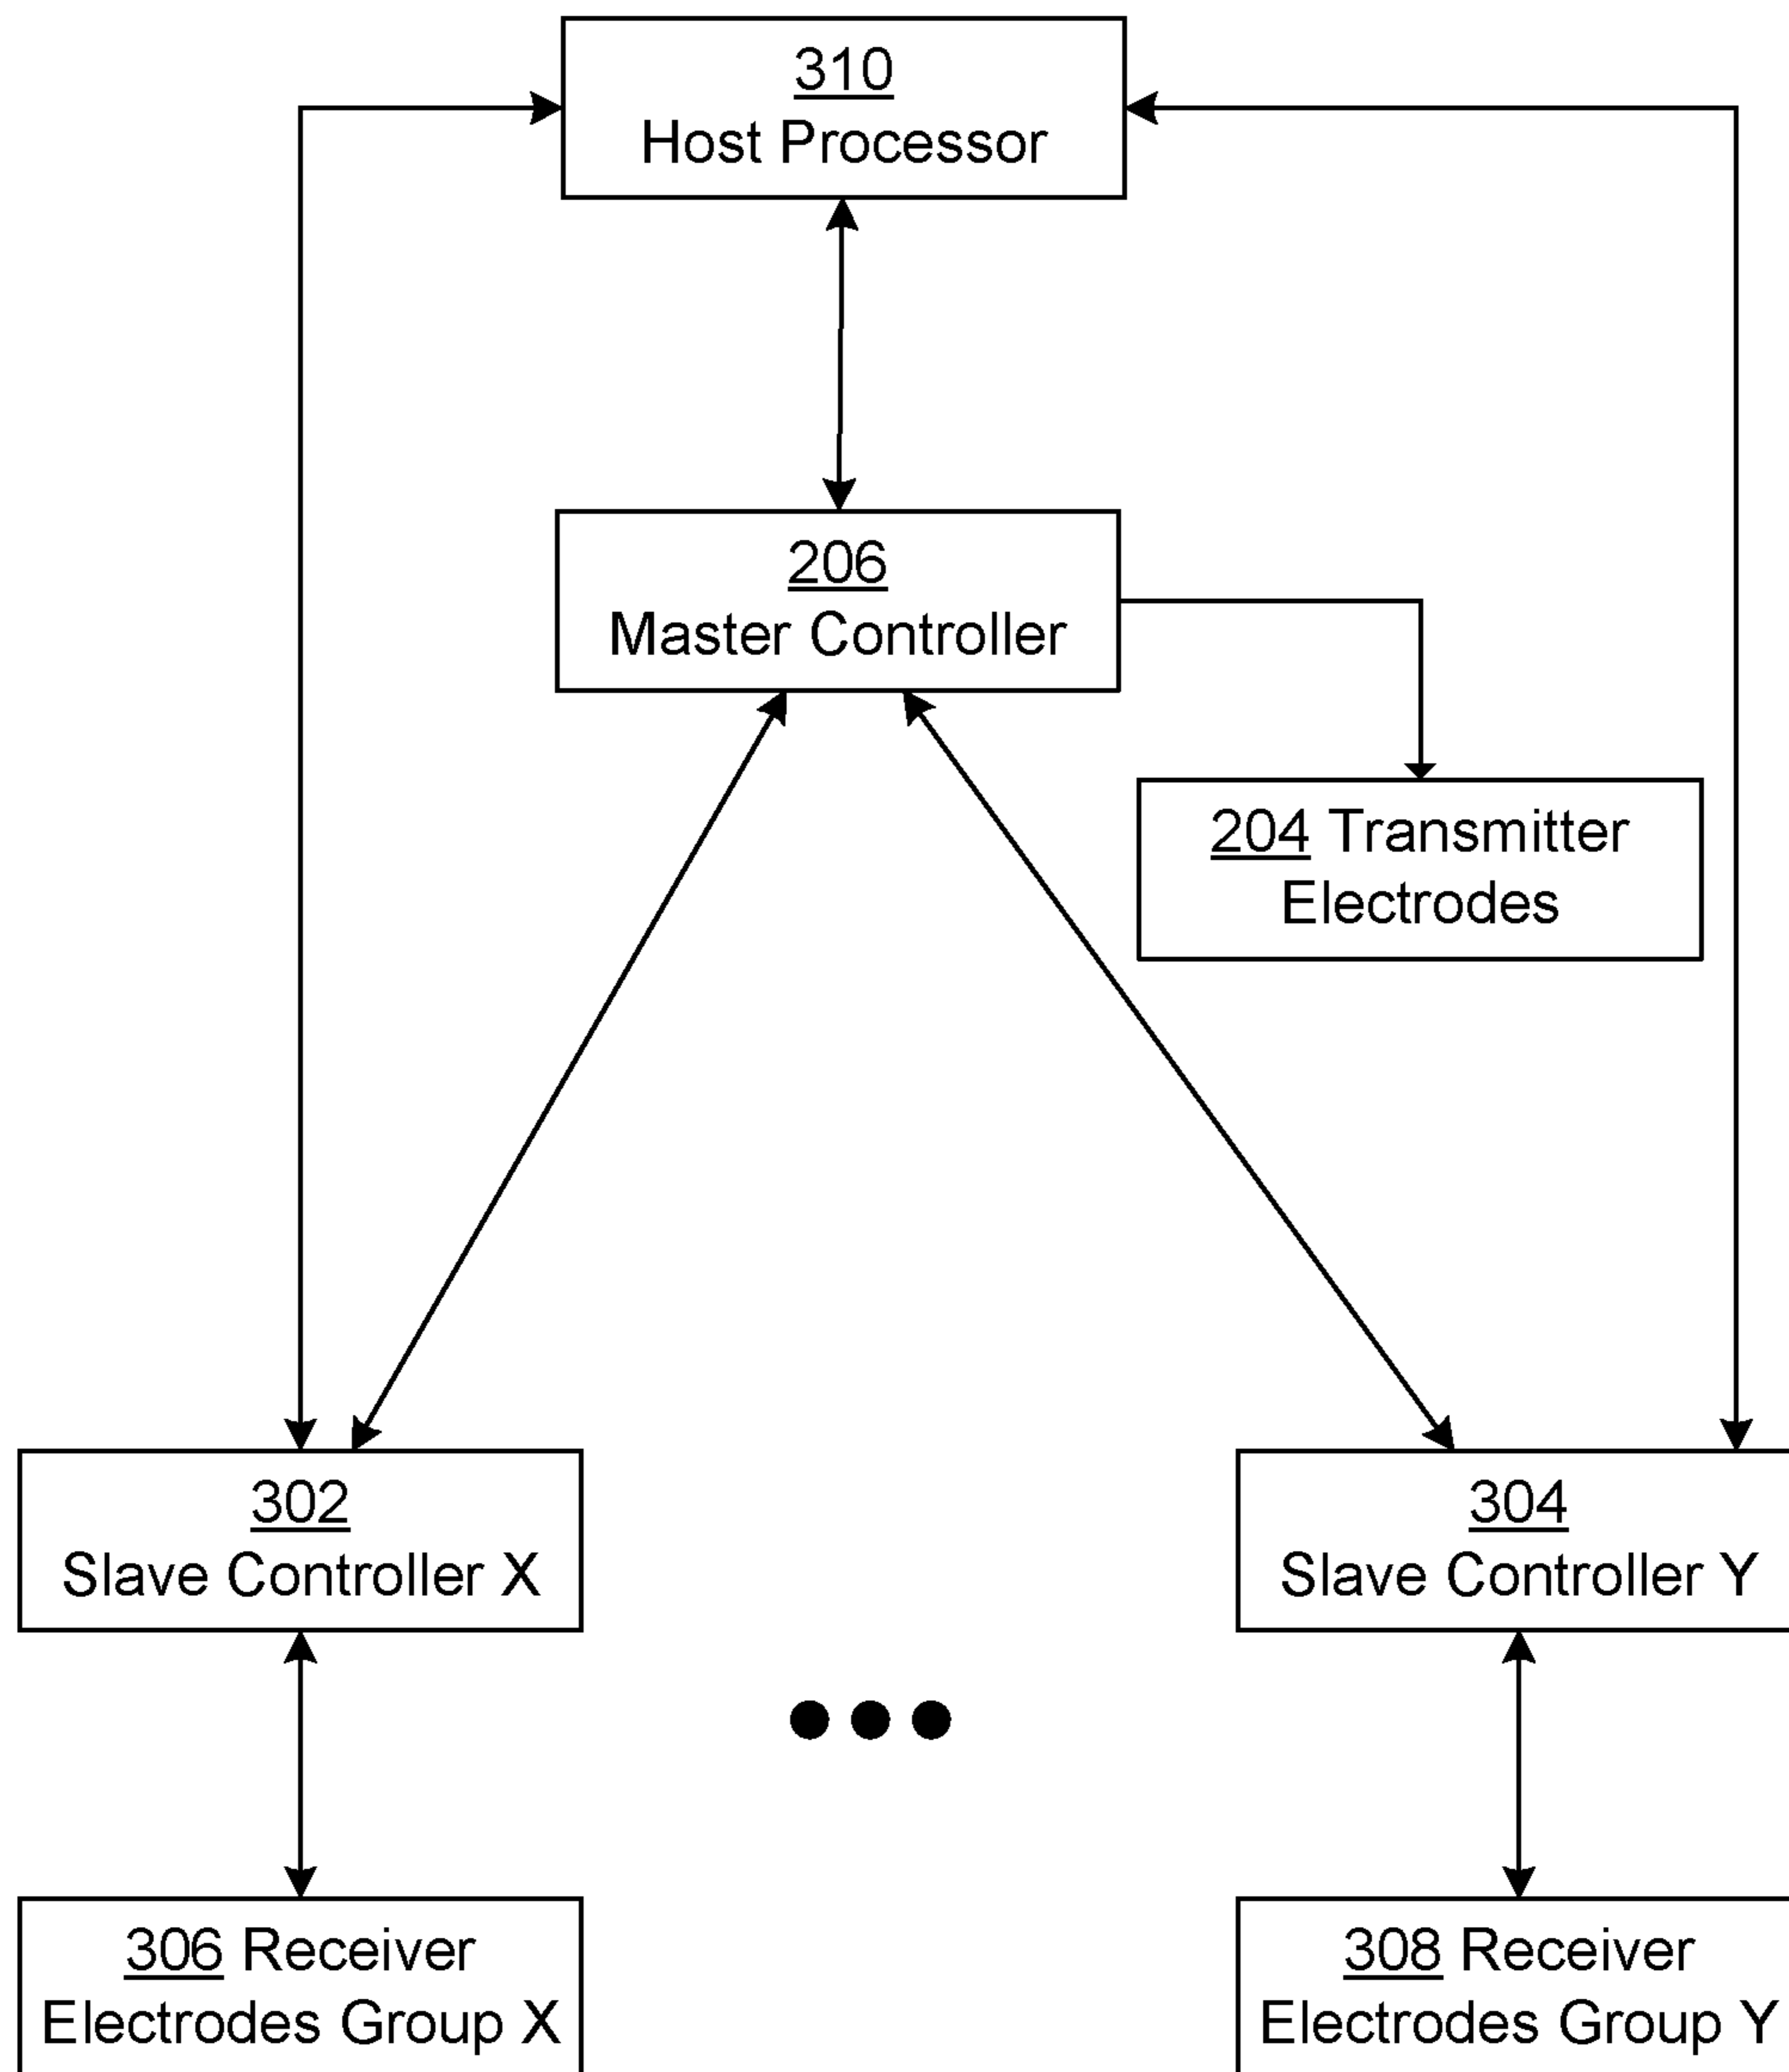 310
Host Processor
206
Master Controller
204 Transmitter
Electrodes
302
Slave Controller X
304
Slave Controller Y
306 Receiver
Electrodes Group X
308 Receiver
Electrodes Group Y